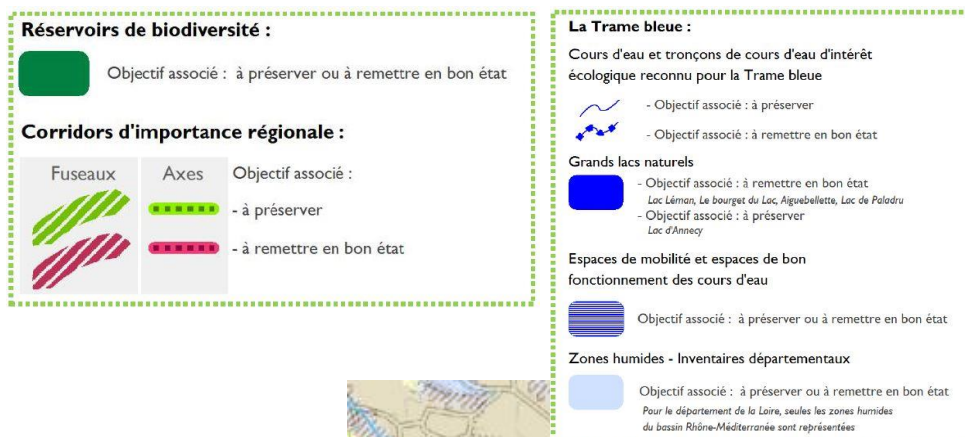 Réservoirs de biodiversité :
Objectif associé : à préserver ou à remettre en bon état
Corridors d'importance régionale :
Fuseaux
Axes
Objectif associé :
- à préserver
- à remettre en bon état
La Trame bleue :
Cours d'eau et tronçons de cours d'eau d'intérêt
écologique reconnu pour la Trame bleue
- Objectif associé : à préserver
- Objectif associé : à remettre en bon état
Grands lacs naturels
- Objectif associé : à remettre en bon état
Lac Léman, Le bourget du Lac, Aiguebellette, Lac de Paladru
- Objectif associé : à préserver
Lac d'Annecy
Espaces de mobilité et espaces de bon
fonctionnement des cours d'eau
Objectif associé : à préserver ou à remettre en bon état
Zones humides - Inventaires départementaux
Objectif associé : à préserver ou à remettre en bon état
Pour le département de la Loire, seules les zones humides
du bassin Rhône-Méditerranée sont représentées